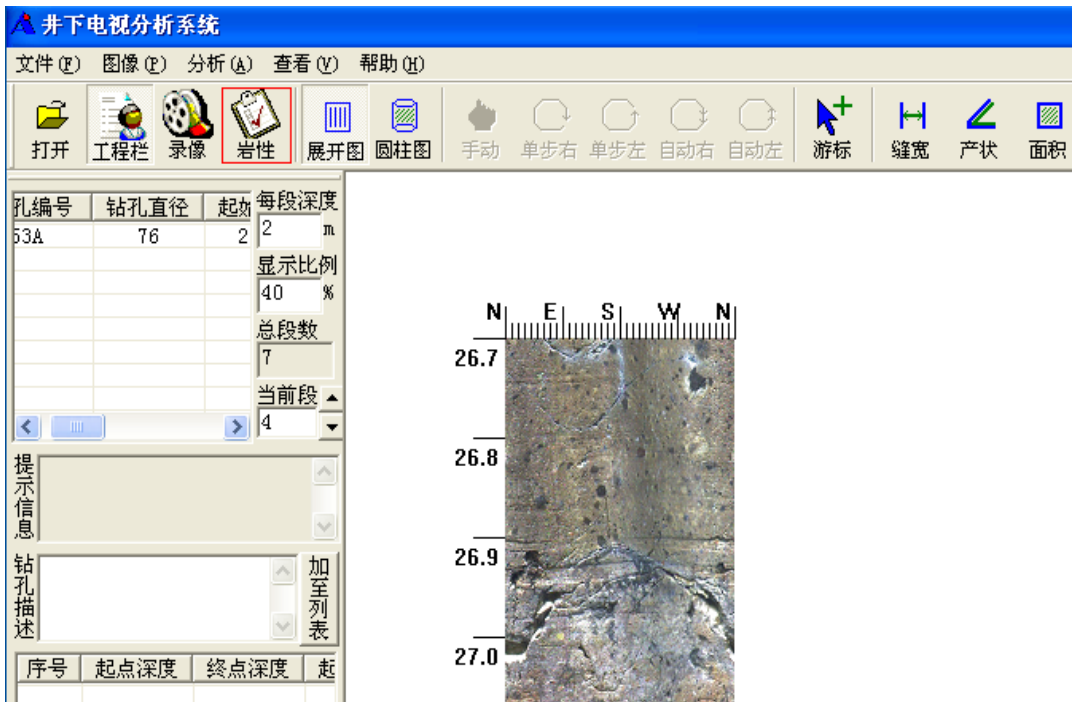 井下电视分析系统
文件(F) 图像(P) 分析(A) 查看(V) 帮助(H)
打开 工程栏 录像 岩性 展开图 圆柱图 手动 单步右 单步左 自动右 自动左 游标 缝宽 产状 面积
孔编号 钻孔直径 起始
53A 76 2
每段深度
2 m
显示比例
40 %
总段数
7
当前段
4
提示信息
钻孔描述
加至列表
序号 起点深度 终点深度 起
N E S W N
26.7
26.8
26.9
27.0